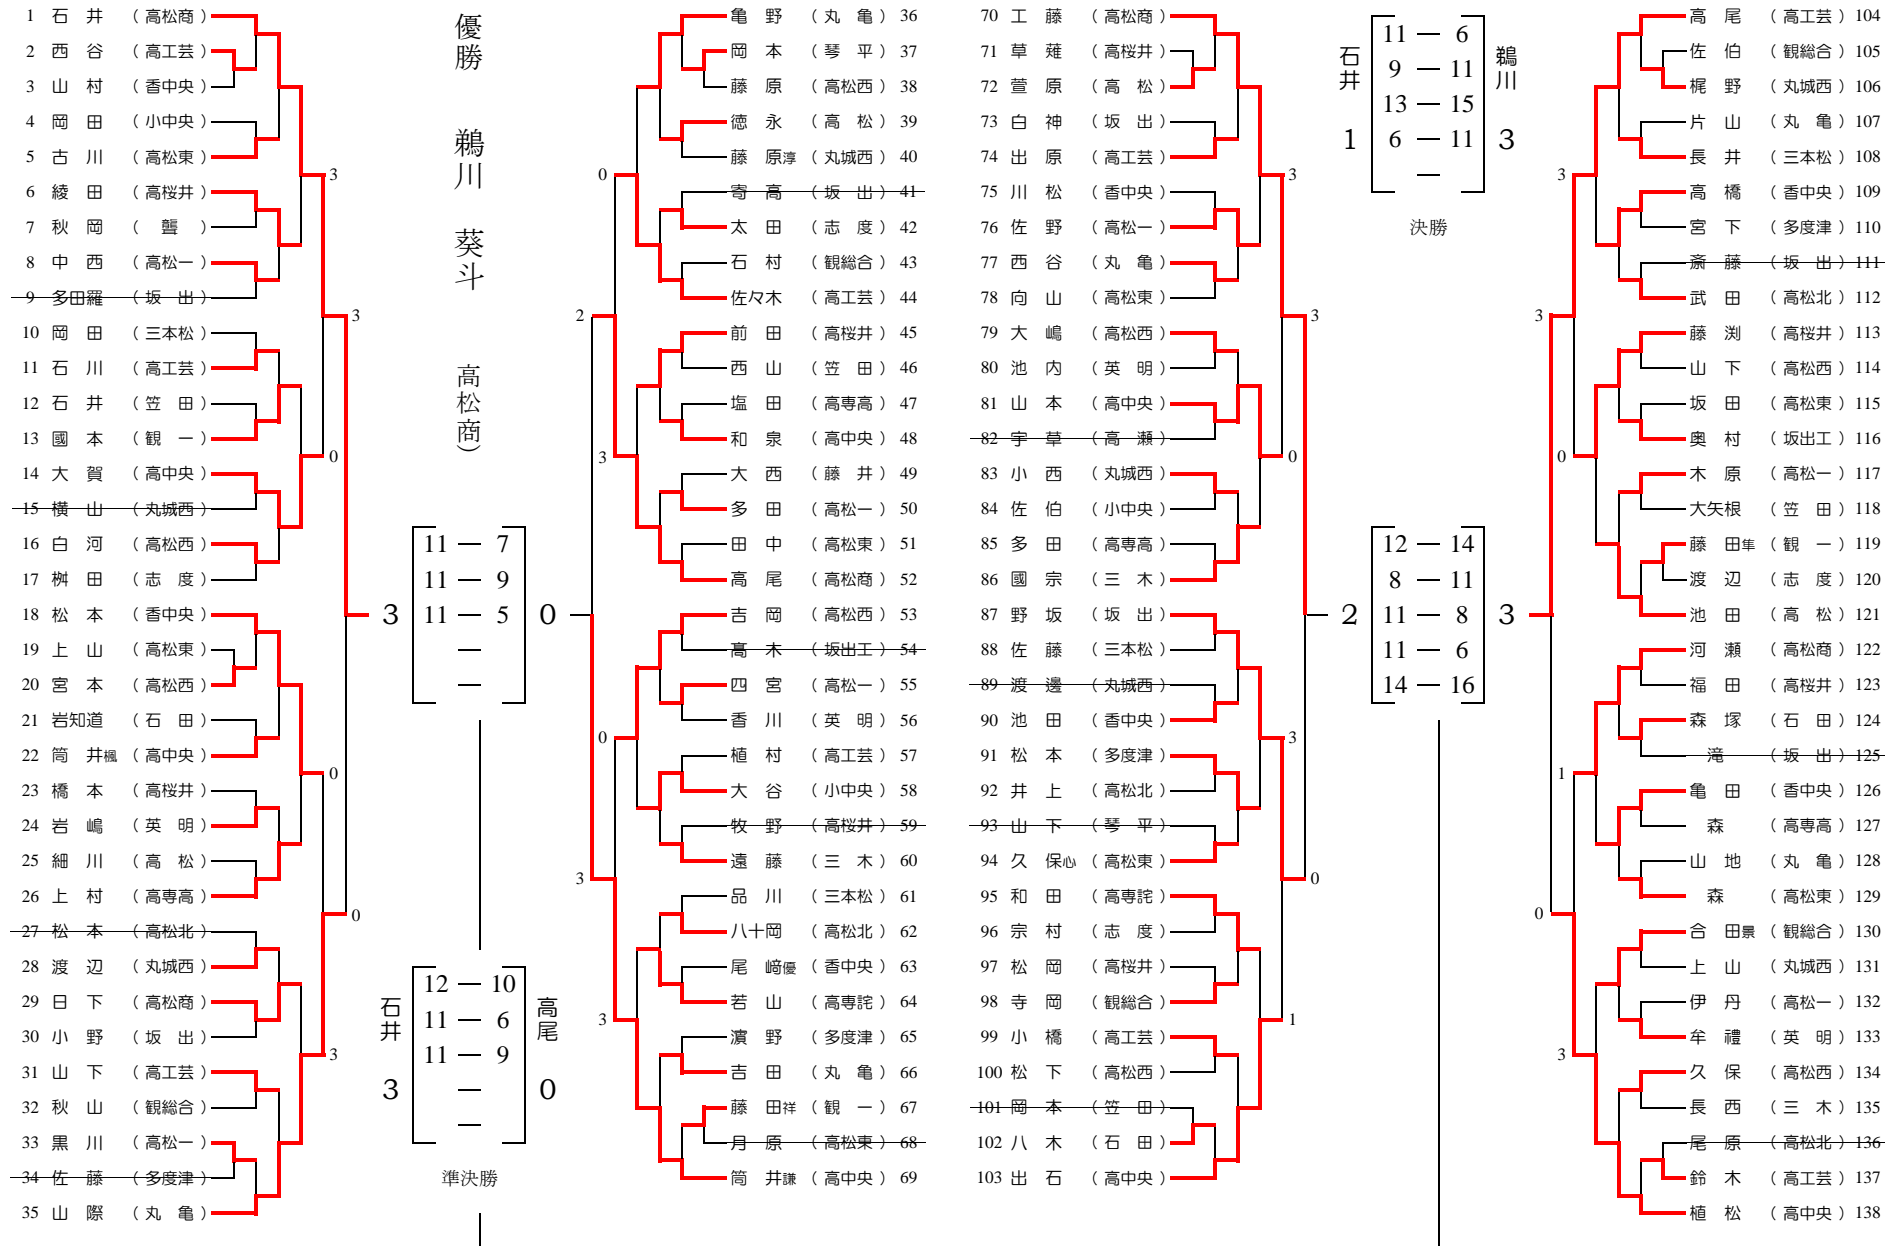 優勝 鵜川 葵斗 高松商)
1 石井 (高松商)
2 西谷 (高工芸)
3 山村 (香中央)
4 岡田 (小中央)
5 古川 (高松東)
6 綾田 (高桜井)
7 秋岡 (聾)
8 中西 (高松一)
9 多田羅 (坂出)
10 岡田 (三本松)
11 石川 (高工芸)
12 石井 (笠田)
13 國本 (観一)
14 大賀 (高中央)
15 横山 (丸城西)
16 白河 (高松西)
17 桝田 (志度)
18 松本 (香中央)
19 上山 (高松東)
20 宮本 (高松西)
21 岩知道 (石田)
22 筒井楓 (高中央)
23 橋本 (高桜井)
24 岩嶋 (英明)
25 細川 (高松)
26 上村 (高専高)
27 松本 (高松北)
28 渡辺 (丸城西)
29 日下 (高松商)
30 小野 (坂出)
31 山下 (高工芸)
32 秋山 (観総合)
33 黒川 (高松一)
34 佐藤 (多度津)
35 山際 (丸亀)
3
3
0
0
0
0
3
3
11 — 7
11 — 9
11 — 5
—
—
0
石井
3
12 — 10
11 — 6
11 — 9
—
—
高尾
0
準決勝
0
2
3
0
3
3
亀野 (丸亀) 36
岡本 (琴平) 37
藤原 (高松西) 38
徳永 (高松) 39
藤原淳 (丸城西) 40
寄高 (坂出) 41
太田 (志度) 42
石村 (観総合) 43
佐々木 (高工芸) 44
前田 (高桜井) 45
西山 (笠田) 46
塩田 (高専高) 47
和泉 (高中央) 48
大西 (藤井) 49
多田 (高松一) 50
田中 (高松東) 51
高尾 (高松商) 52
吉岡 (高松西) 53
高木 (坂出工) 54
四宮 (高松一) 55
香川 (英明) 56
植村 (高工芸) 57
大谷 (小中央) 58
牧野 (高桜井) 59
遠藤 (三木) 60
品川 (三本松) 61
八十岡 (高松北) 62
尾﨑優 (香中央) 63
若山 (高専詫) 64
濵野 (多度津) 65
吉田 (丸亀) 66
藤田祥 (観一) 67
月原 (高松東) 68
筒井謙 (高中央) 69
70 工藤 (高松商)
71 草薙 (高桜井)
72 萱原 (高松)
73 白神 (坂出)
74 出原 (高工芸)
75 川松 (香中央)
76 佐野 (高松一)
77 西谷 (丸亀)
78 向山 (高松東)
79 大嶋 (高松西)
80 池内 (英明)
81 山本 (高中央)
82 宇草 (高瀬)
83 小西 (丸城西)
84 佐伯 (小中央)
85 多田 (高専高)
86 國宗 (三木)
87 野坂 (坂出)
88 佐藤 (三本松)
89 渡邊 (丸城西)
90 池田 (香中央)
91 松本 (多度津)
92 井上 (高松北)
93 山下 (琴平)
94 久保心 (高松東)
95 和田 (高専詫)
96 宗村 (志度)
97 松岡 (高桜井)
98 寺岡 (観総合)
99 小橋 (高工芸)
100 松下 (高松西)
101 岡本 (笠田)
102 八木 (石田)
103 出石 (高中央)
3
3
0
3
0
1
石井
1
11 — 6
9 — 11
13 — 15
6 — 11
—
鵜川
3
決勝
2
12 — 14
8 — 11
11 — 8
11 — 6
14 — 16
3
3
3
0
1
0
3
高尾 (高工芸) 104
佐伯 (観総合) 105
梶野 (丸城西) 106
片山 (丸亀) 107
長井 (三本松) 108
高橋 (香中央) 109
宮下 (多度津) 110
斎藤 (坂出) 111
武田 (高松北) 112
藤渕 (高桜井) 113
山下 (高松西) 114
坂田 (高松東) 115
奥村 (坂出工) 116
木原 (高松一) 117
大矢根 (笠田) 118
藤田隼 (観一) 119
渡辺 (志度) 120
池田 (高松) 121
河瀬 (高松商) 122
福田 (高桜井) 123
森塚 (石田) 124
滝 (坂出) 125
亀田 (香中央) 126
森 (高専高) 127
山地 (丸亀) 128
森 (高松東) 129
合田景 (観総合) 130
上山 (丸城西) 131
伊丹 (高松一) 132
牟禮 (英明) 133
久保 (高松西) 134
長西 (三木) 135
尾原 (高松北) 136
鈴木 (高工芸) 137
植松 (高中央) 138